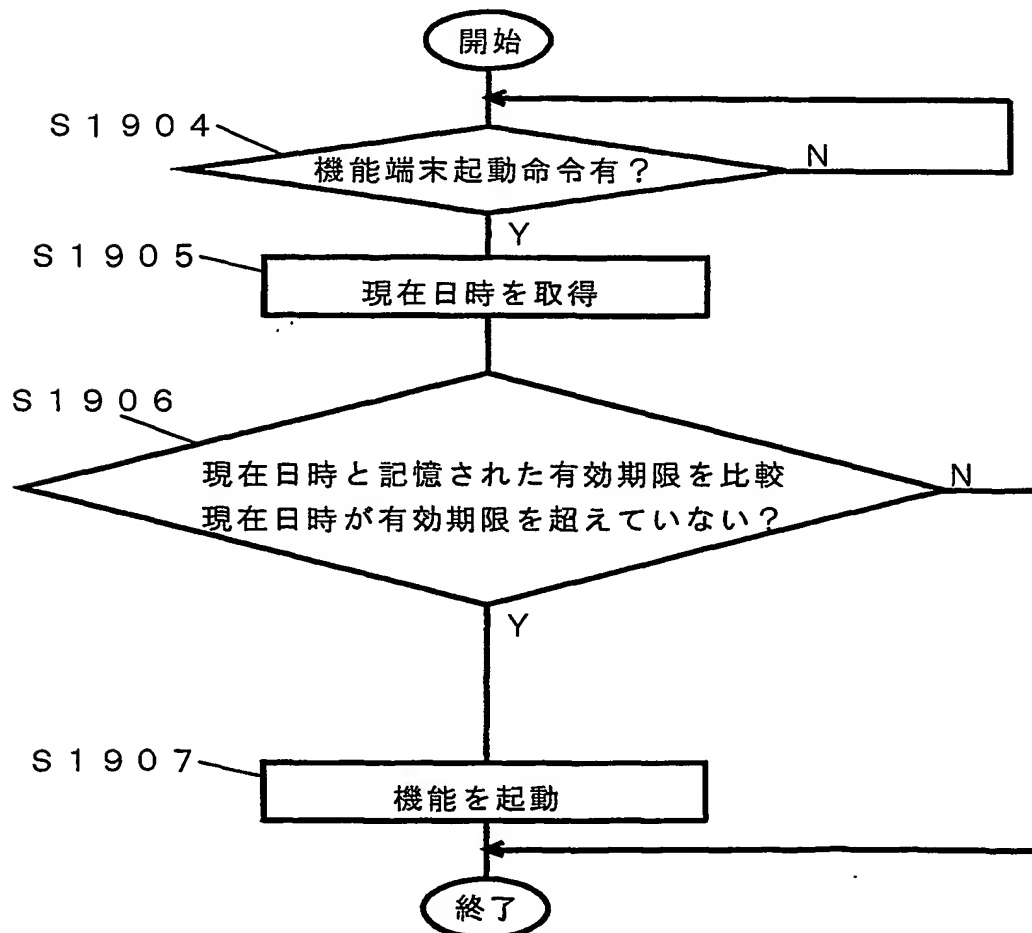 開始
S1904
機能端末起動命令有？
N
Y
S1905
現在日時を取得
S1906
現在日時と記憶された有効期限を比較
現在日時が有効期限を超えていない？
N
Y
S1907
機能を起動
終了